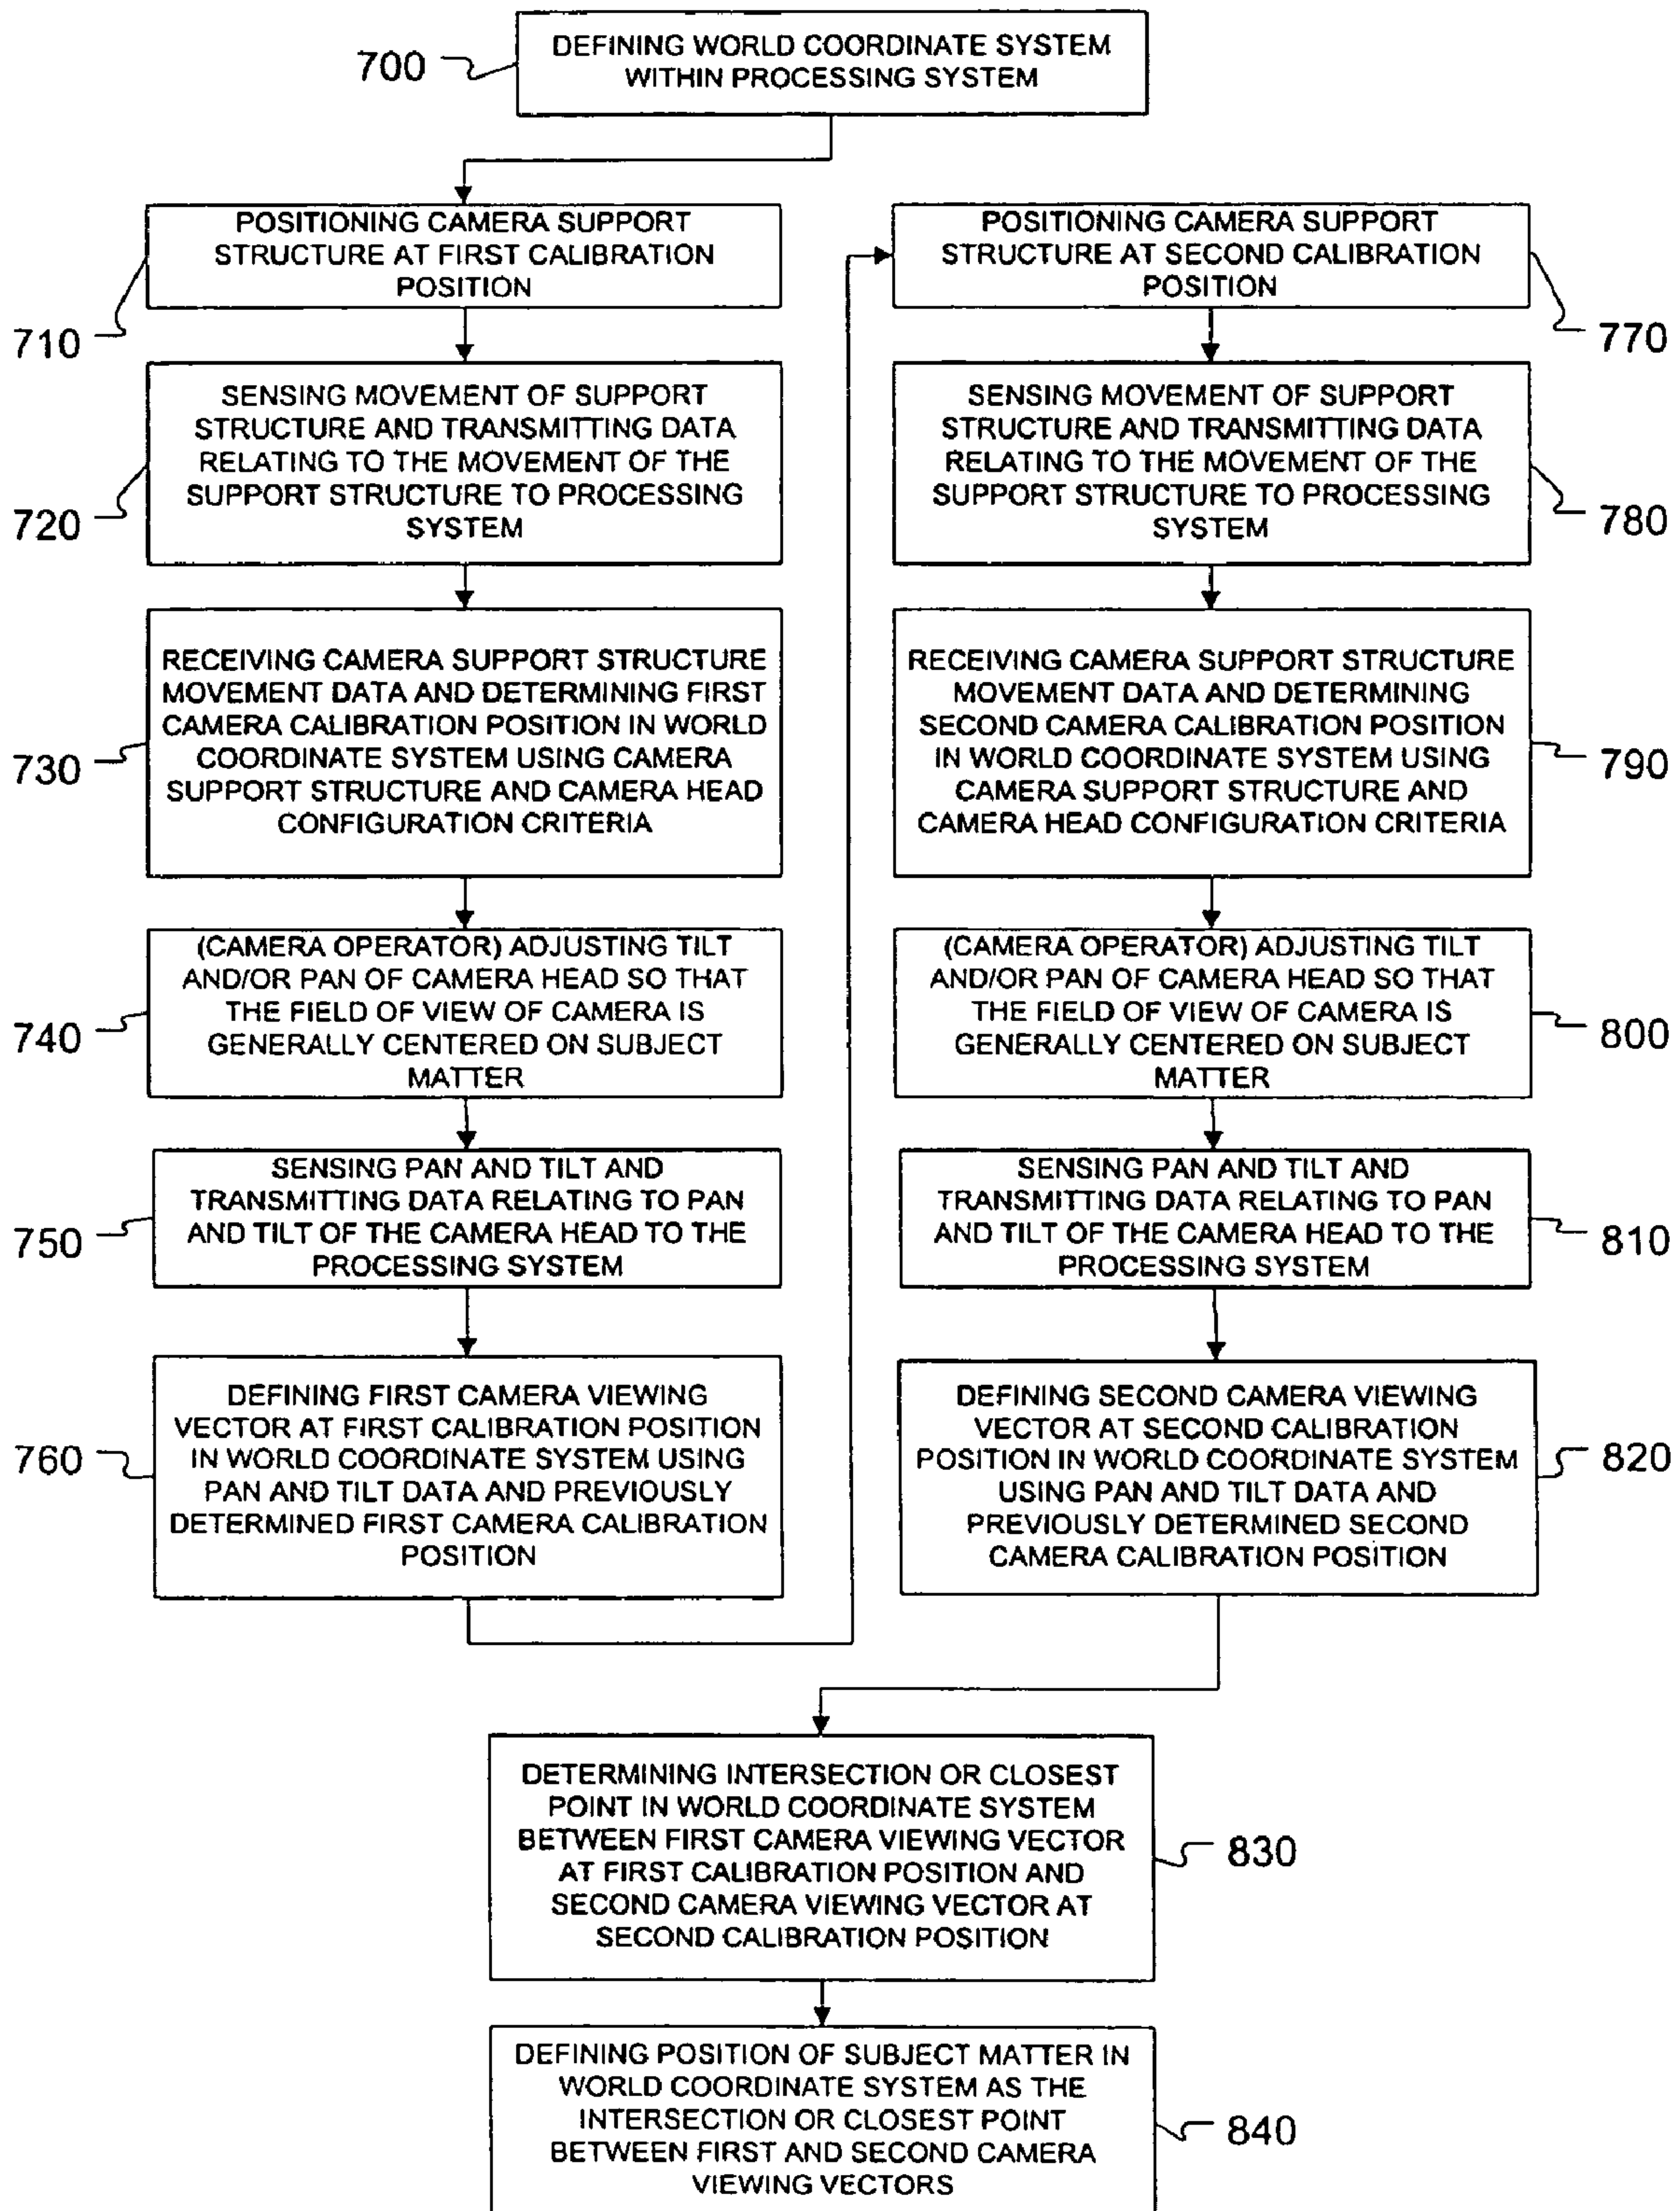 700
DEFINING WORLD COORDINATE SYSTEM
WITHIN PROCESSING SYSTEM
POSITIONING CAMERA SUPPORT
STRUCTURE AT FIRST CALIBRATION
POSITION
710
SENSING MOVEMENT OF SUPPORT
STRUCTURE AND TRANSMITTING DATA
RELATING TO THE MOVEMENT OF THE
SUPPORT STRUCTURE TO PROCESSING
SYSTEM
720
RECEIVING CAMERA SUPPORT STRUCTURE
MOVEMENT DATA AND DETERMINING FIRST
CAMERA CALIBRATION POSITION IN WORLD
COORDINATE SYSTEM USING CAMERA
SUPPORT STRUCTURE AND CAMERA HEAD
CONFIGURATION CRITERIA
730
(CAMERA OPERATOR) ADJUSTING TILT
AND/OR PAN OF CAMERA HEAD SO THAT
THE FIELD OF VIEW OF CAMERA IS
GENERALLY CENTERED ON SUBJECT
MATTER
740
SENSING PAN AND TILT AND
TRANSMITTING DATA RELATING TO PAN
AND TILT OF THE CAMERA HEAD TO THE
PROCESSING SYSTEM
750
DEFINING FIRST CAMERA VIEWING
VECTOR AT FIRST CALIBRATION POSITION
IN WORLD COORDINATE SYSTEM USING
PAN AND TILT DATA AND PREVIOUSLY
DETERMINED FIRST CAMERA CALIBRATION
POSITION
760
POSITIONING CAMERA SUPPORT
STRUCTURE AT SECOND CALIBRATION
POSITION
770
SENSING MOVEMENT OF SUPPORT
STRUCTURE AND TRANSMITTING DATA
RELATING TO THE MOVEMENT OF THE
SUPPORT STRUCTURE TO PROCESSING
SYSTEM
780
RECEIVING CAMERA SUPPORT STRUCTURE
MOVEMENT DATA AND DETERMINING
SECOND CAMERA CALIBRATION POSITION
IN WORLD COORDINATE SYSTEM USING
CAMERA SUPPORT STRUCTURE AND
CAMERA HEAD CONFIGURATION CRITERIA
790
(CAMERA OPERATOR) ADJUSTING TILT
AND/OR PAN OF CAMERA HEAD SO THAT
THE FIELD OF VIEW OF CAMERA IS
GENERALLY CENTERED ON SUBJECT
MATTER
800
SENSING PAN AND TILT AND
TRANSMITTING DATA RELATING TO PAN
AND TILT OF THE CAMERA HEAD TO THE
PROCESSING SYSTEM
810
DEFINING SECOND CAMERA VIEWING
VECTOR AT SECOND CALIBRATION
POSITION IN WORLD COORDINATE SYSTEM
USING PAN AND TILT DATA AND
PREVIOUSLY DETERMINED SECOND
CAMERA CALIBRATION POSITION
820
DETERMINING INTERSECTION OR CLOSEST
POINT IN WORLD COORDINATE SYSTEM
BETWEEN FIRST CAMERA VIEWING VECTOR
AT FIRST CALIBRATION POSITION AND
SECOND CAMERA VIEWING VECTOR AT
SECOND CALIBRATION POSITION
830
DEFINING POSITION OF SUBJECT MATTER IN
WORLD COORDINATE SYSTEM AS THE
INTERSECTION OR CLOSEST POINT
BETWEEN FIRST AND SECOND CAMERA
VIEWING VECTORS
840